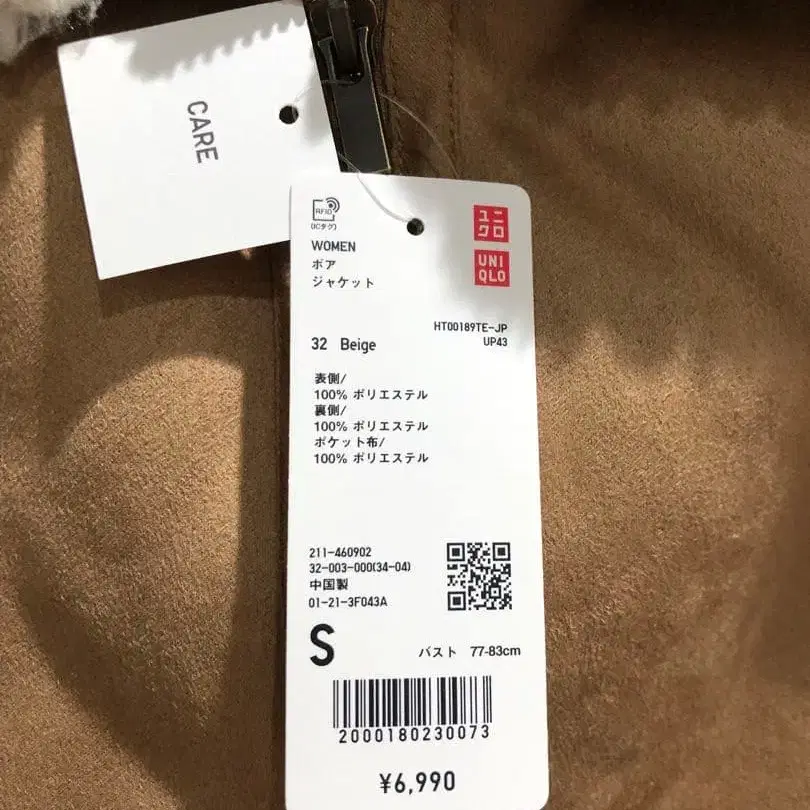 CARE
RFID
(ICタグ)
ユニ
クロ
UNI
QLO
WOMEN
ボア
ジャケット
HT00189TE-JP
32 Beige
UP43
表側/
100% ポリエステル
裏側/
100% ポリエステル
ポケット布/
100% ポリエステル
211-460902
32-003-000(34-04)
中国製
01-21-3F043A
S バスト 77-83cm
2000180230073
¥6,990